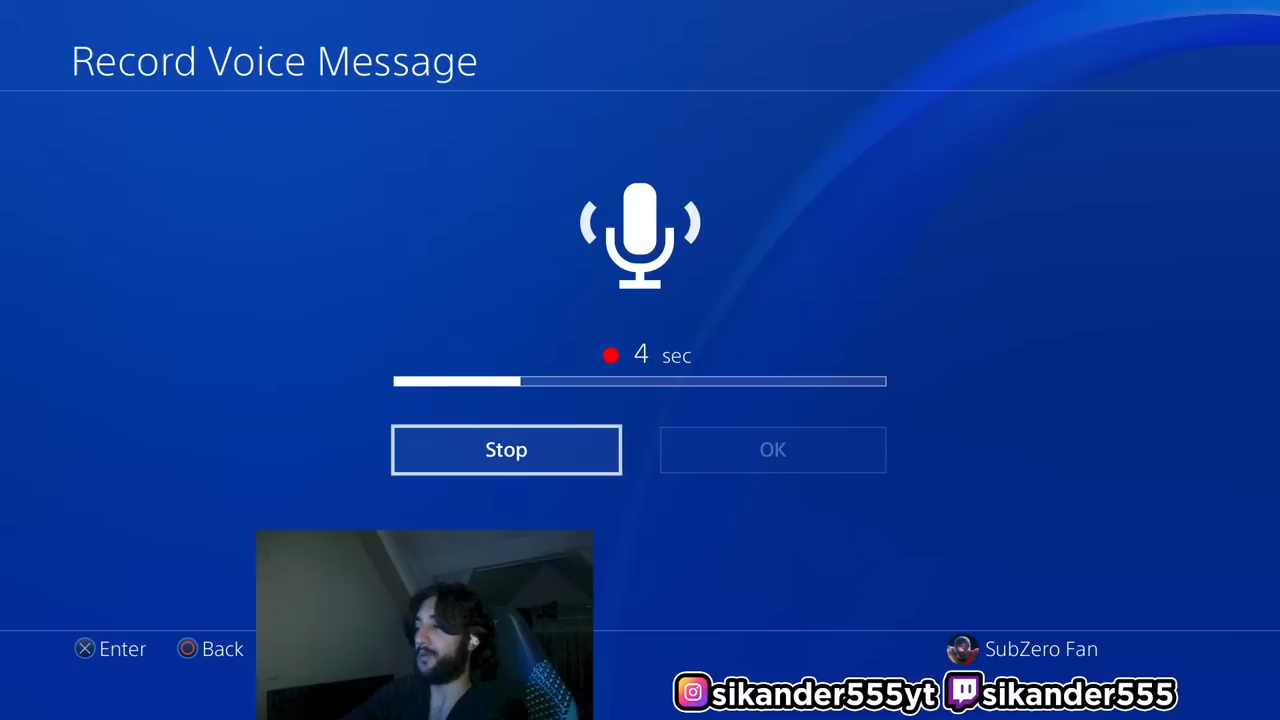 Record Voice Message
4 sec
Stop
OK
Enter
Back
SubZero Fan
sikander555yt
sikander555